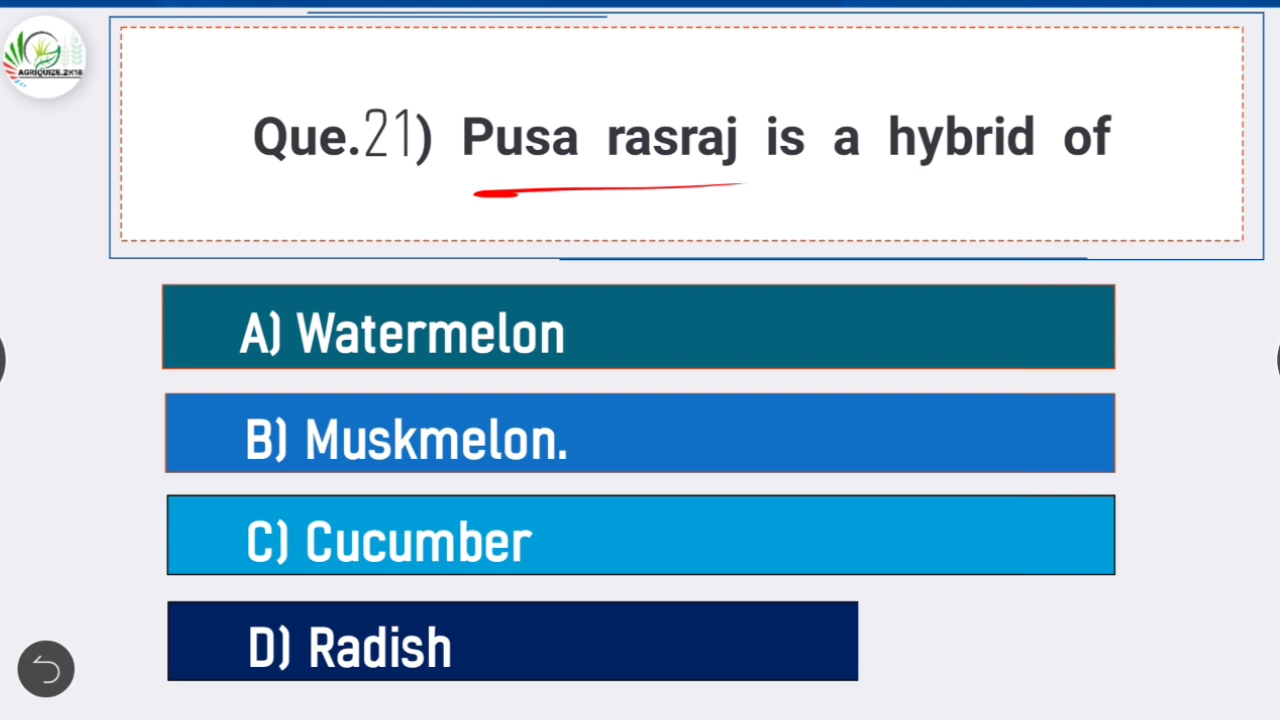 AGRIQUIZE.2K18
Que.21) Pusa rasraj is a hybrid of
A) Watermelon
B) Muskmelon.
C) Cucumber
D) Radish